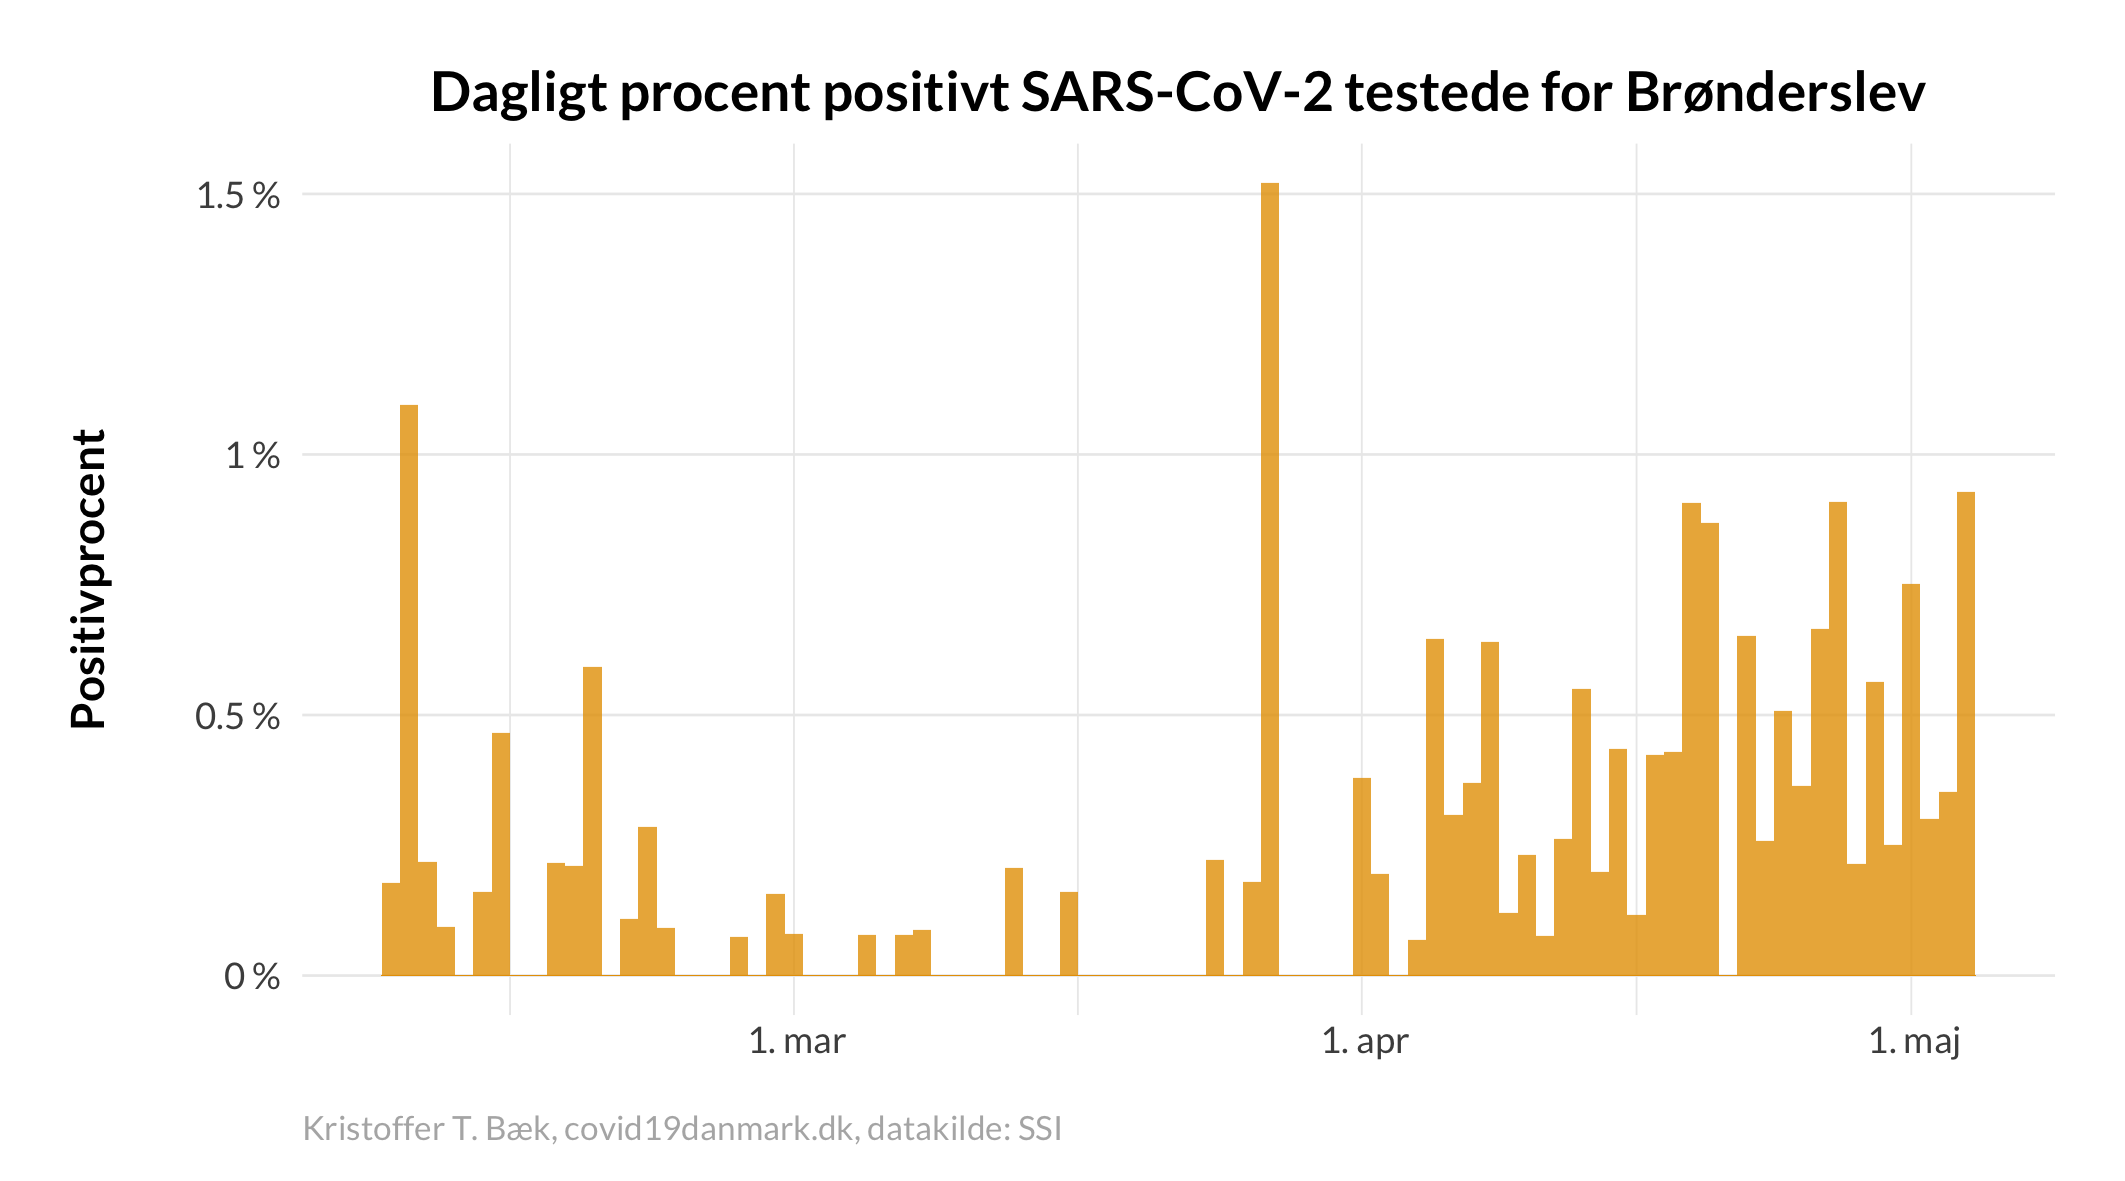 Dagligt procent positivt SARS-CoV-2 testede for Brønderslev
Positivprocent
1.5 %
1 %
0.5 %
0 %
1. mar
1. apr
1. maj
Kristoffer T. Bæk, covid19danmark.dk, datakilde: SSI